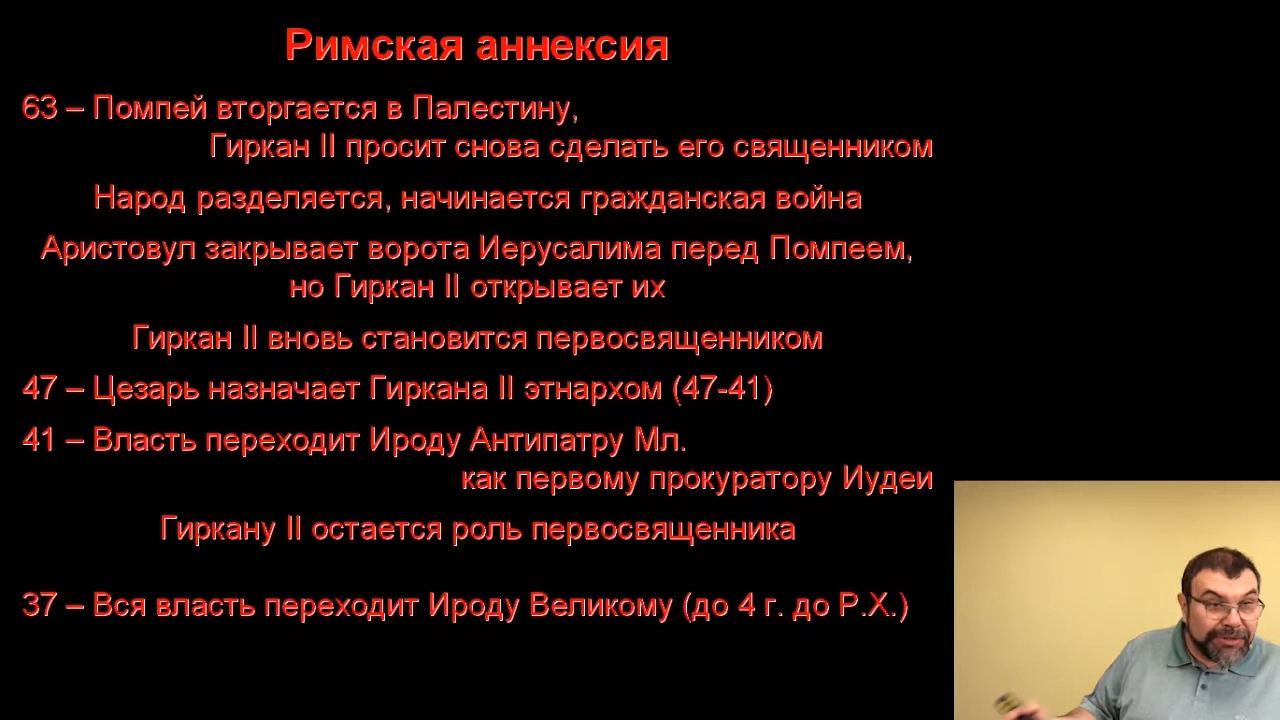 Римская аннексия
63 – Помпей вторгается в Палестину,
Гиркан II просит снова сделать его священником
Народ разделяется, начинается гражданская война
Аристовул закрывает ворота Иерусалима перед Помпеем,
но Гиркан II открывает их
Гиркан II вновь становится первосвященником
47 – Цезарь назначает Гиркана II этнархом (47-41)
41 – Власть переходит Ироду Антипатру Мл.
как первому прокуратору Иудеи
Гиркану II остается роль первосвященника
37 – Вся власть переходит Ироду Великому (до 4 г. до Р.Х.)